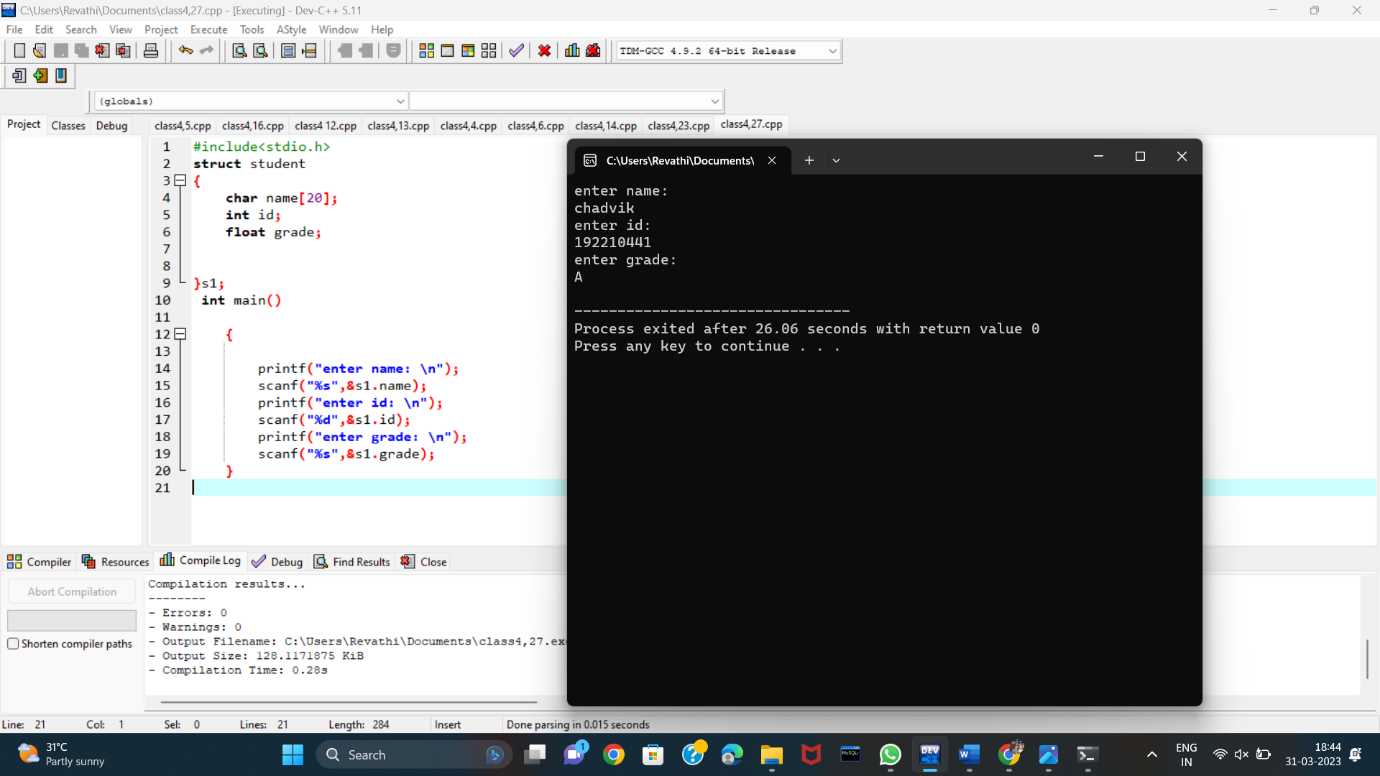 C:\Users\Revathi\Documents\class4,27.cpp - [Executing] - Dev-C++ 5.11
File Edit Search View Project Execute Tools AStyle Window Help
TDM-GCC 4.9.2 64-bit Release
(globals)
Project Classes Debug
class4,5.cpp class4,16.cpp class4 12.cpp class4,13.cpp class4,4.cpp class4,6.cpp class4,14.cpp class4,23.cpp class4,27.cpp
1 #include<stdio.h>
2 struct student
3 {
4 char name[20];
5 int id;
6 float grade;
7
8
9 }s1;
10 int main()
11
12 {
13
14 printf("enter name: \n");
15 scanf("%s",&s1.name);
16 printf("enter id: \n");
17 scanf("%d",&s1.id);
18 printf("enter grade: \n");
19 scanf("%s",&s1.grade);
20 }
21
C:\Users\Revathi\Documents\
enter name:
chadvik
enter id:
192210441
enter grade:
A
--------------------------------
Process exited after 26.06 seconds with return value 0
Press any key to continue . . .
Compiler Resources Compile Log Debug Find Results Close
Abort Compilation
Shorten compiler paths
Compilation results...
--------
- Errors: 0
- Warnings: 0
- Output Filename: C:\Users\Revathi\Documents\class4,27.exe
- Output Size: 128.1171875 KiB
- Compilation Time: 0.28s
Line: 21 Col: 1 Sel: 0 Lines: 21 Length: 284 Insert Done parsing in 0.015 seconds
31°C
Partly sunny
Search
1
DEV
MySQL
W
ENG
IN
18:44
31-03-2023